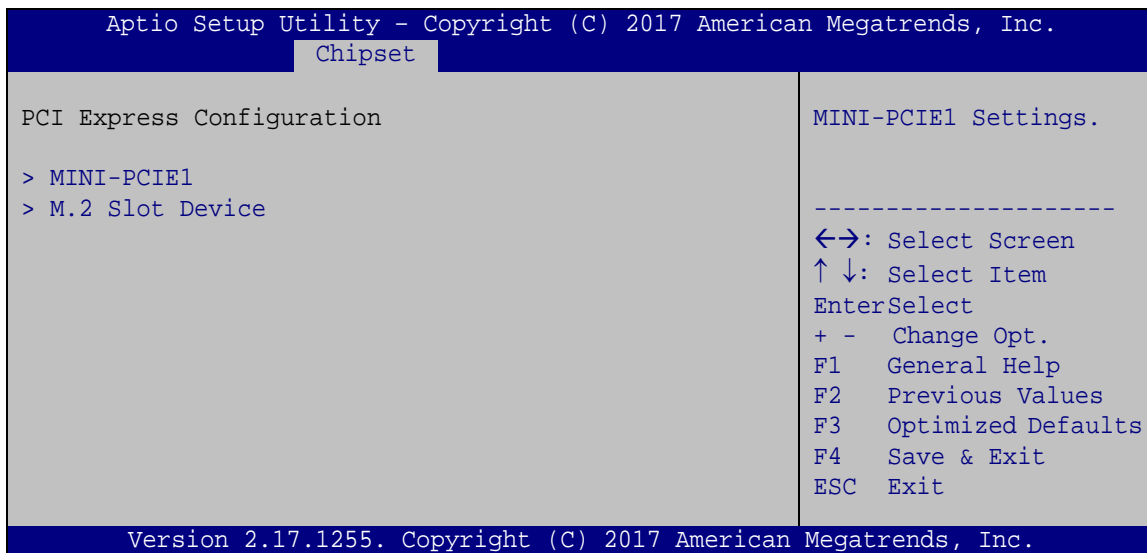 Aptio Setup Utility – Copyright (C) 2017 American Megatrends, Inc.
Chipset
PCI Express Configuration
> MINI-PCIE1
> M.2 Slot Device
MINI-PCIE1 Settings.
---------------------
←→: Select Screen
↑ ↓: Select Item
EnterSelect
+ - Change Opt.
F1 General Help
F2 Previous Values
F3 Optimized Defaults
F4 Save & Exit
ESC Exit
Version 2.17.1255. Copyright (C) 2017 American Megatrends, Inc.